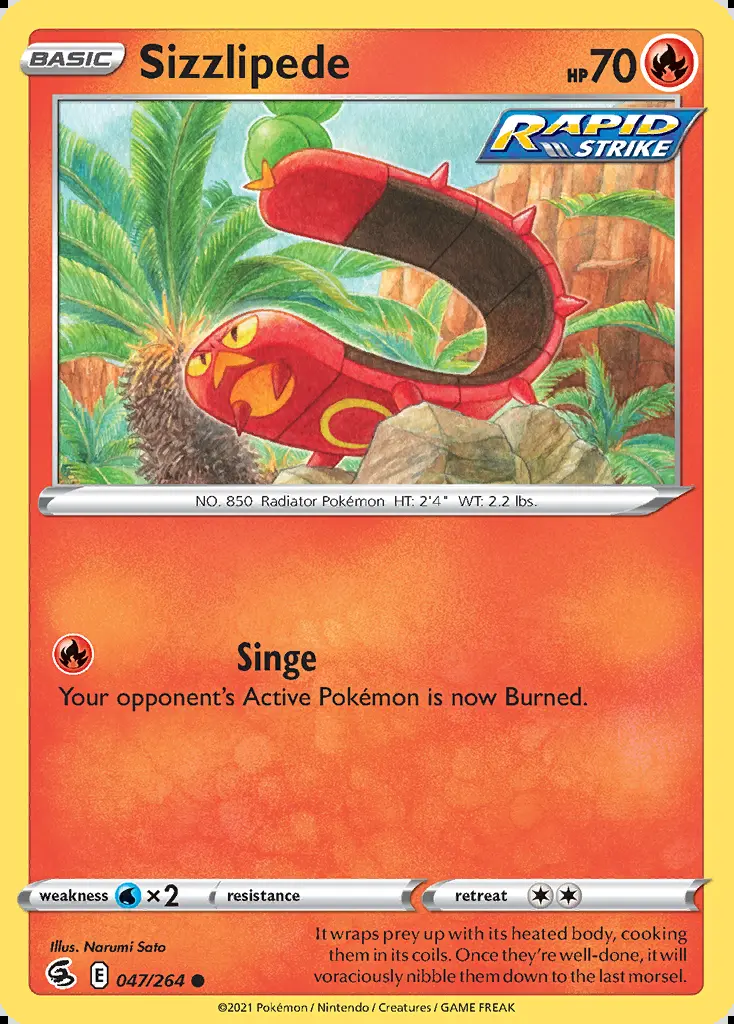 BASIC Sizzlipede HP70
RAPID
STRIKE
NO. 850 Radiator Pokémon HT: 2'4" WT: 2.2 lbs.
Singe
Your opponent's Active Pokémon is now Burned.
weakness ×2 resistance retreat
Illus. Narumi Sato
It wraps prey up with its heated body, cooking
them in its coils. Once they're well-done, it will
voraciously nibble them down to the last morsel.
E 047/264
©2021 Pokémon / Nintendo / Creatures / GAME FREAK